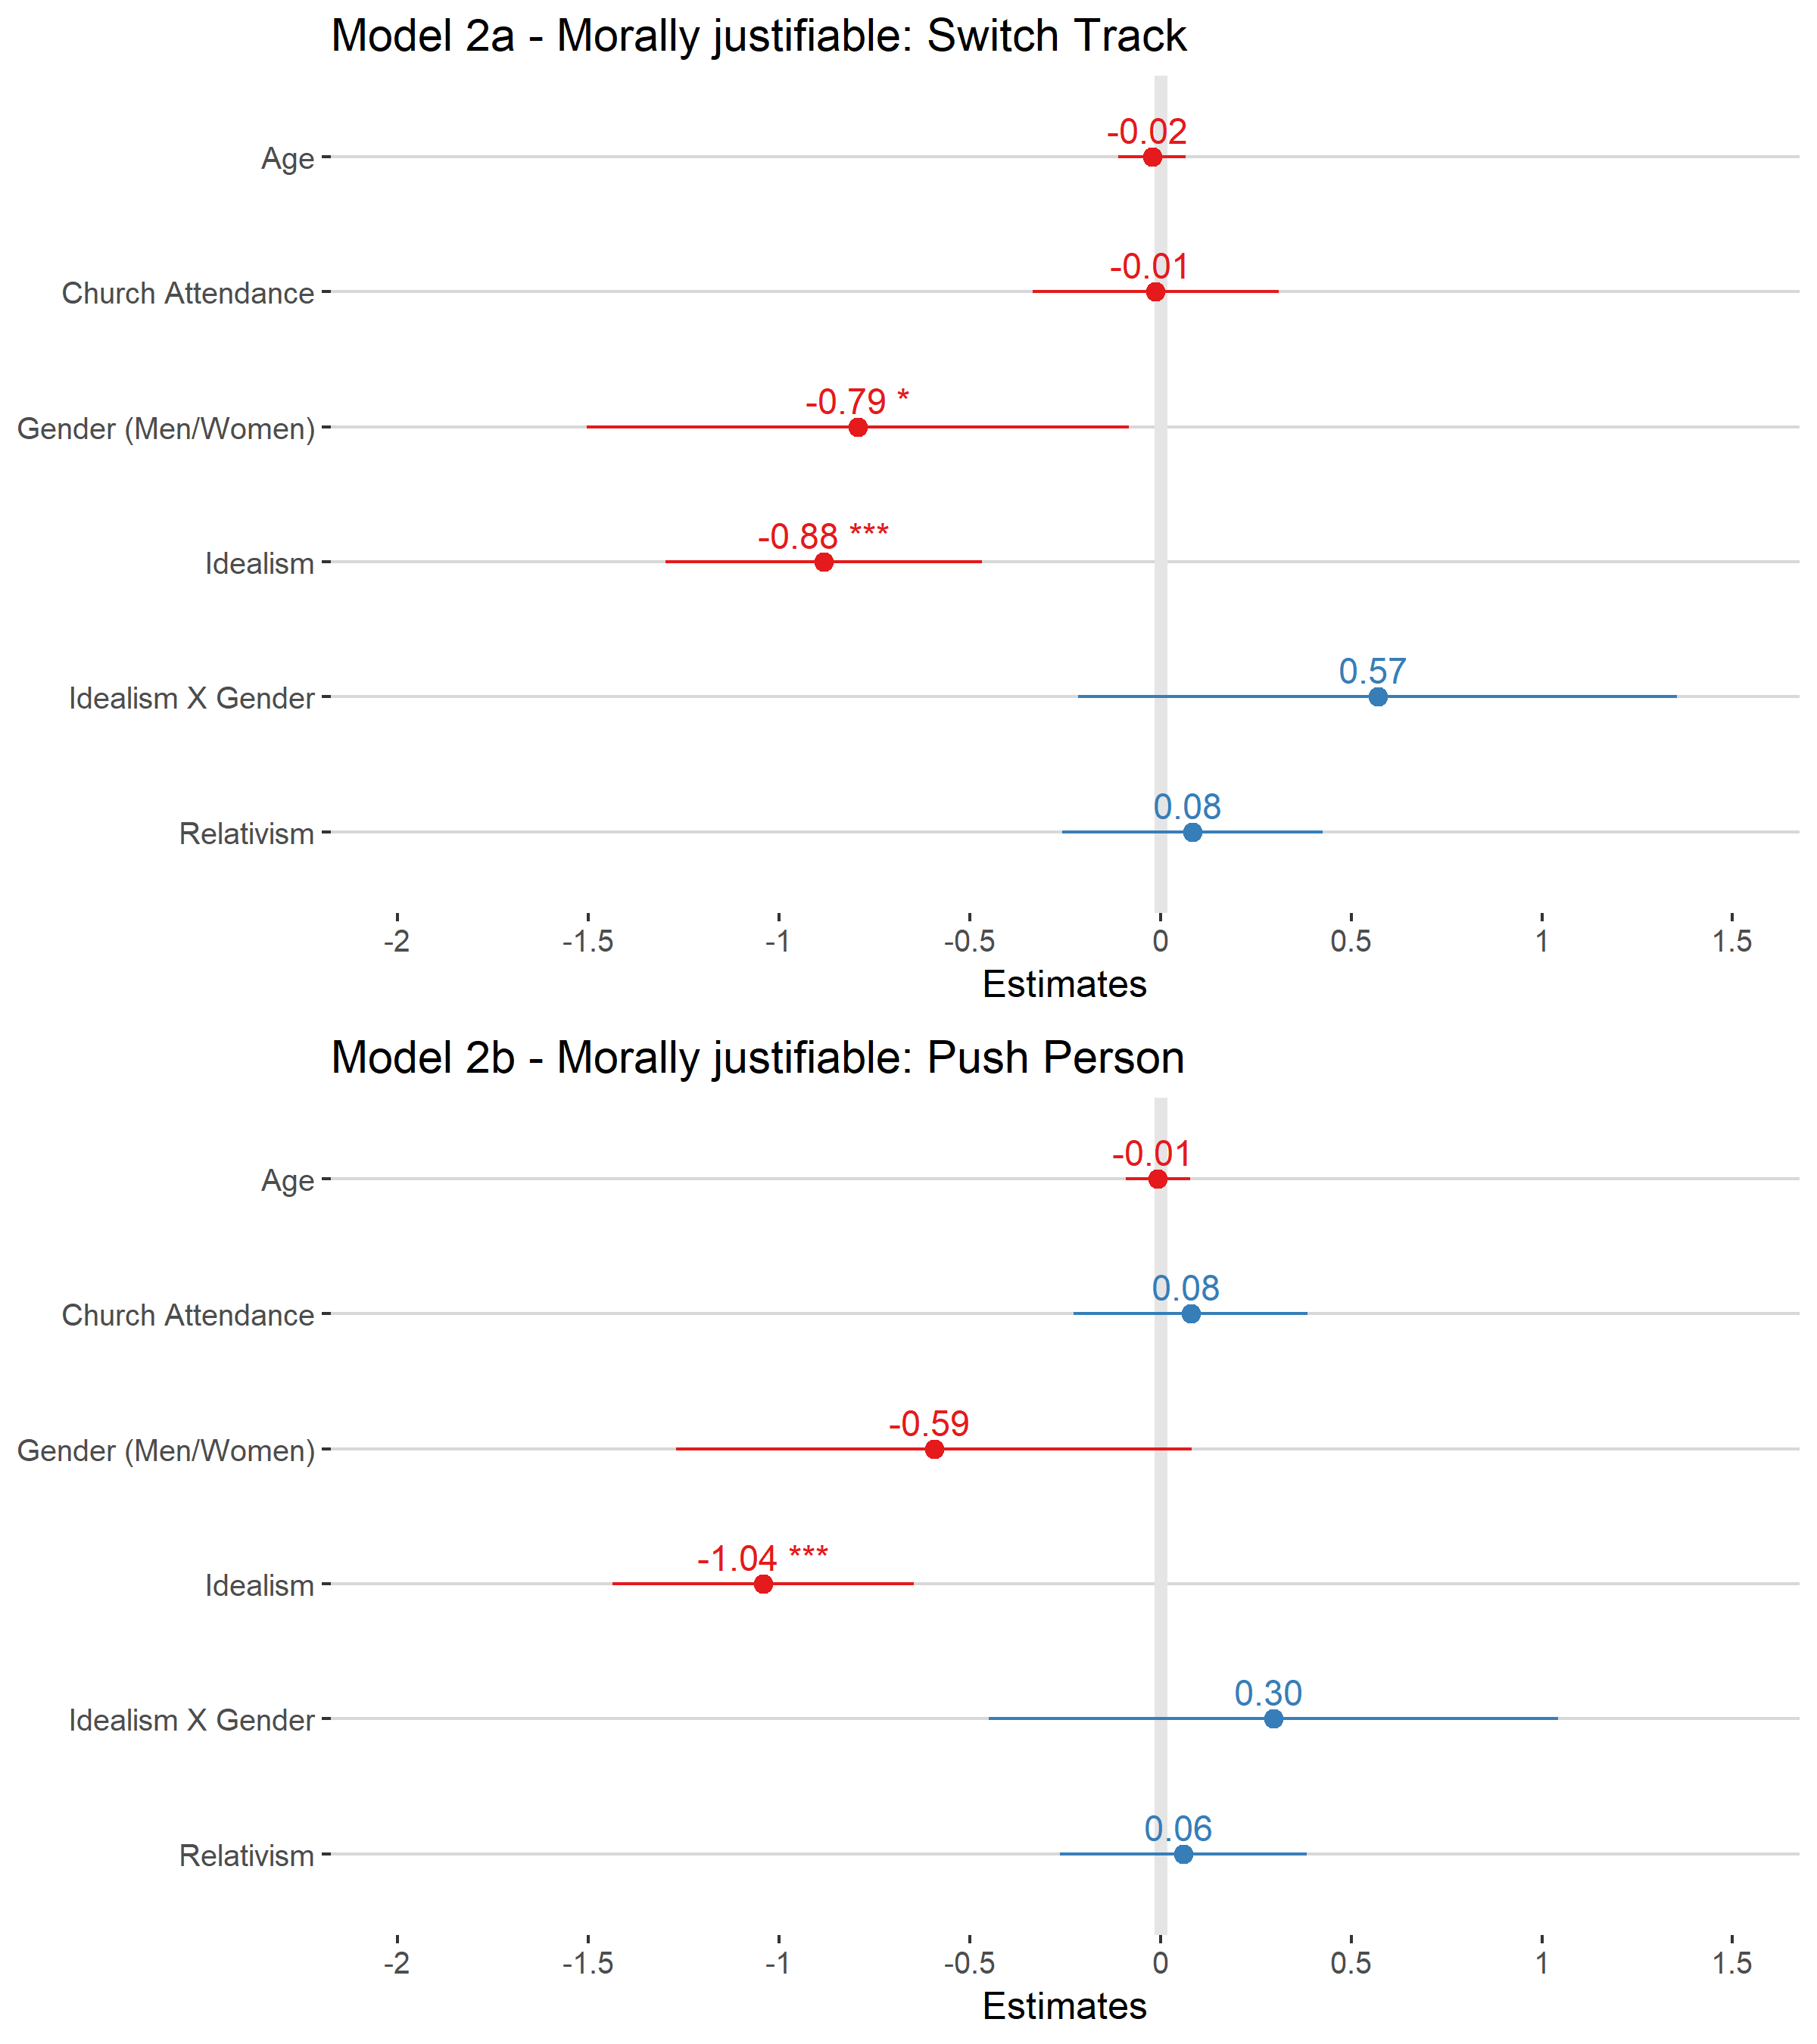 Model 2a - Morally justifiable: Switch Track
-0.02
Age
-0.01
Church Attendance
-0.79 *
Gender (Men/Women)
-0.88 ***
Idealism
0.57
Idealism X Gender
0.08
Relativism
-2 -1.5 -1 -0.5 0 0.5 1 1.5
Estimates
Model 2b - Morally justifiable: Push Person
-0.01
Age
0.08
Church Attendance
-0.59
Gender (Men/Women)
-1.04 ***
Idealism
0.30
Idealism X Gender
0.06
Relativism
-2 -1.5 -1 -0.5 0 0.5 1 1.5
Estimates